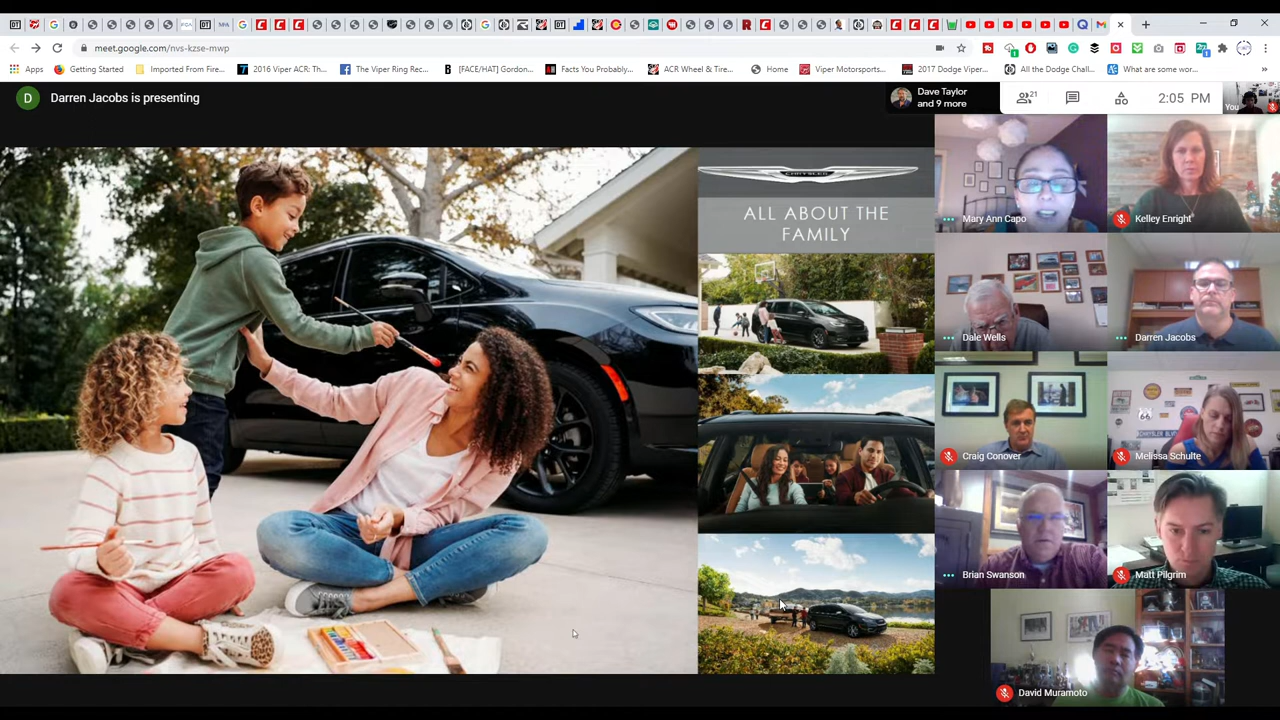 meet.google.com/nvs-kzse-mwp
Apps
Getting Started
Imported From Fire...
2016 Viper ACR: Th...
The Viper Ring Rec...
[FACE/HAT] Gordon...
Facts You Probably...
ACR Wheel & Tire...
Home
Viper Motorsports...
2017 Dodge Viper...
All the Dodge Chall...
What are some wor...
D
Darren Jacobs is presenting
Dave Taylor
and 9 more
21
2:05 PM
You
CHRYSLER
ALL ABOUT THE
FAMILY
Mary Ann Capo
Kelley Enright
Dale Wells
Darren Jacobs
Craig Conover
Melissa Schulte
Brian Swanson
Matt Pilgrim
David Muramoto